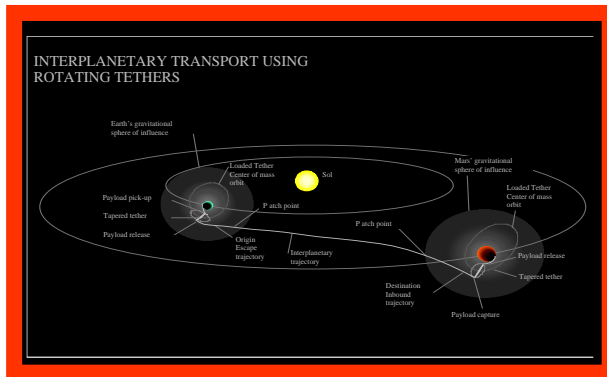 INTERPLANETARY TRANSPORT USING
ROTATING TETHERS
Earth's gravitational
sphere of influence
Loaded Tether
Center of mass
orbit
Sol
Mars' gravitational
sphere of influence
Loaded Tether
Center of mass
orbit
Payload pick-up
Tapered tether
Payload release
P atch point
P atch point
Origin
Escape
trajectory
Interplanetary
trajectory
Payload release
Tapered tether
Destination
Inbound
trajectory
Payload capture